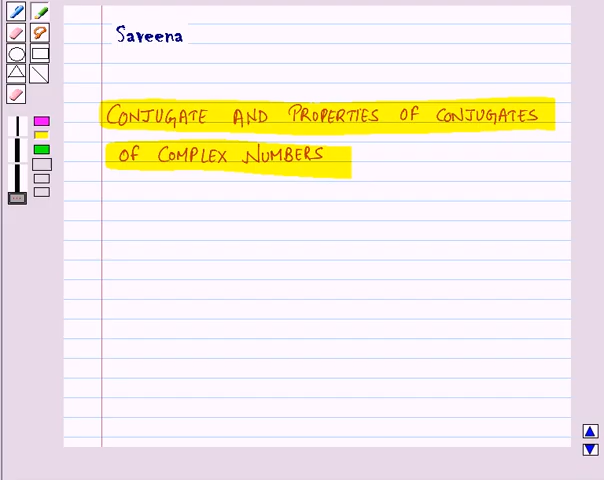 Saveena
CONJUGATE AND PROPERTIES OF CONJUGATES
OF COMPLEX NUMBERS